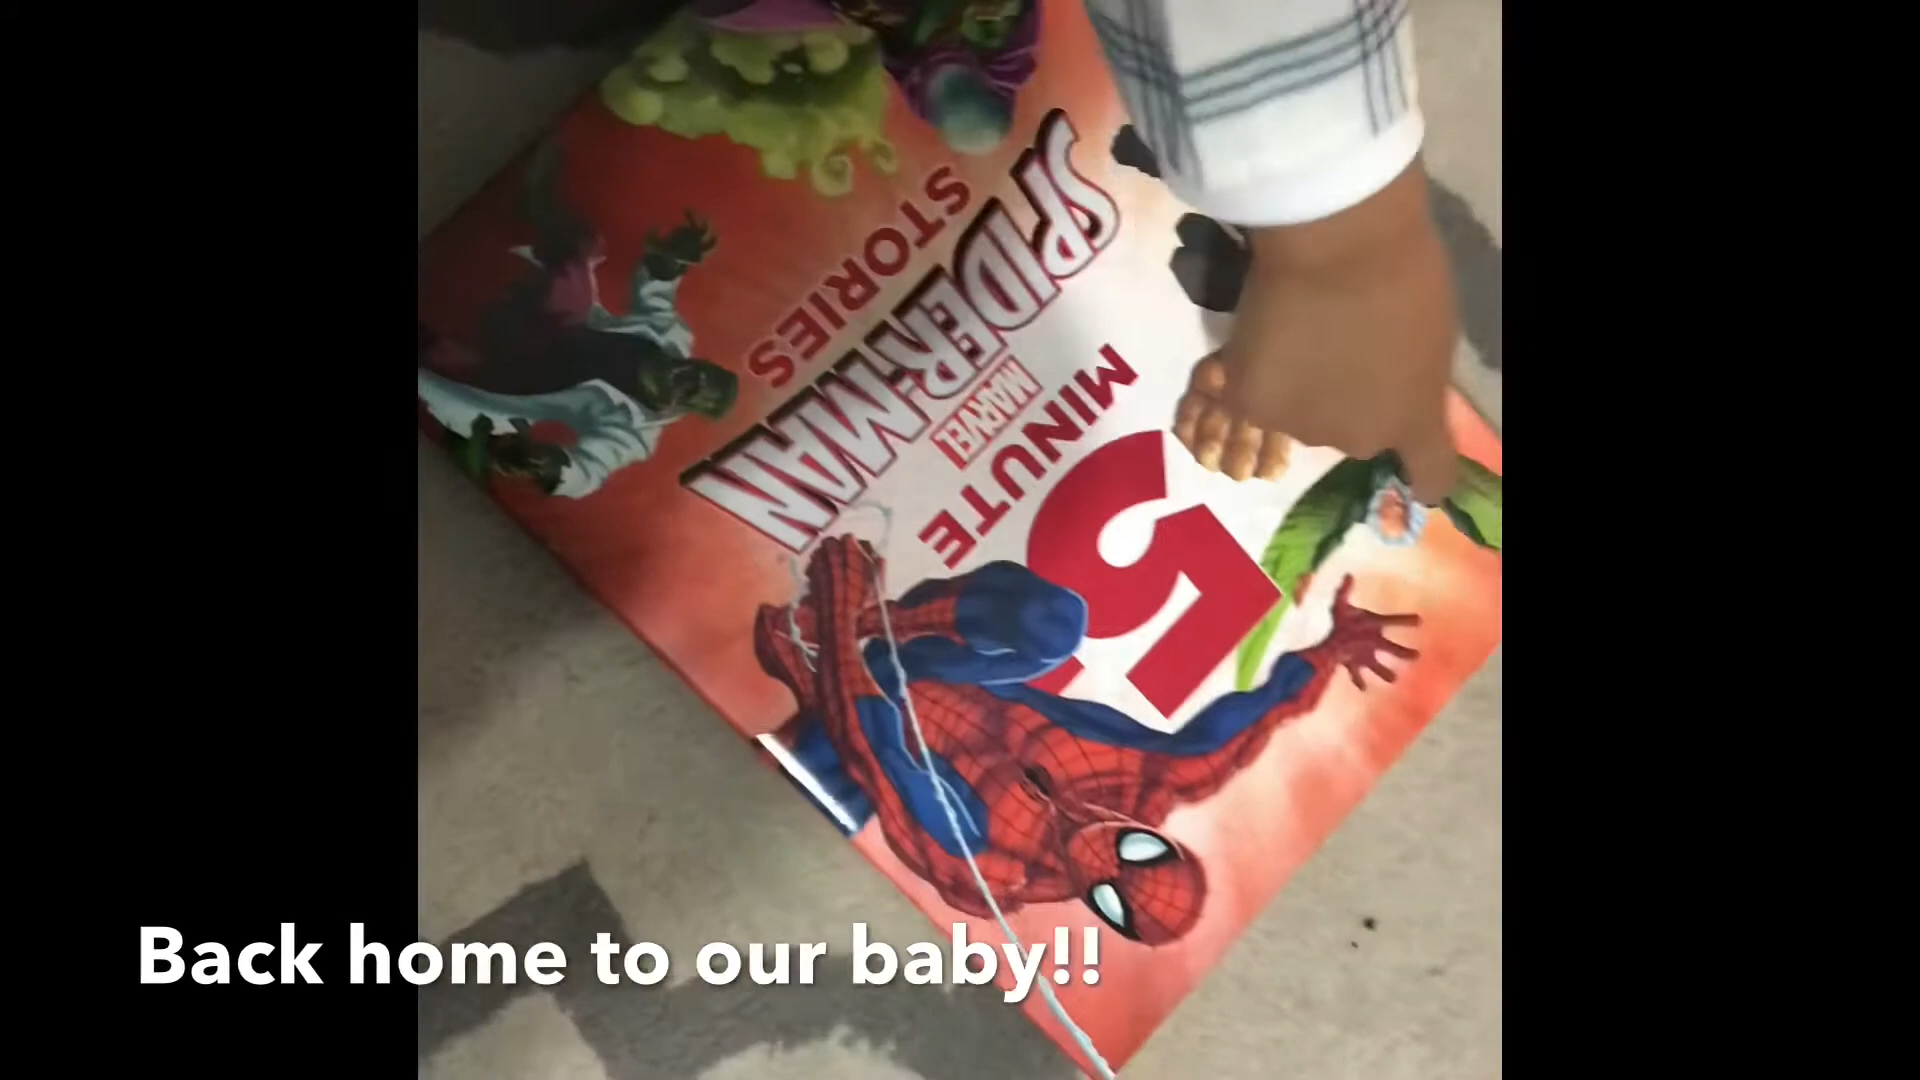 5
MINUTE
MARVEL
SPIDER-MAN
STORIES
Back home to our baby!!